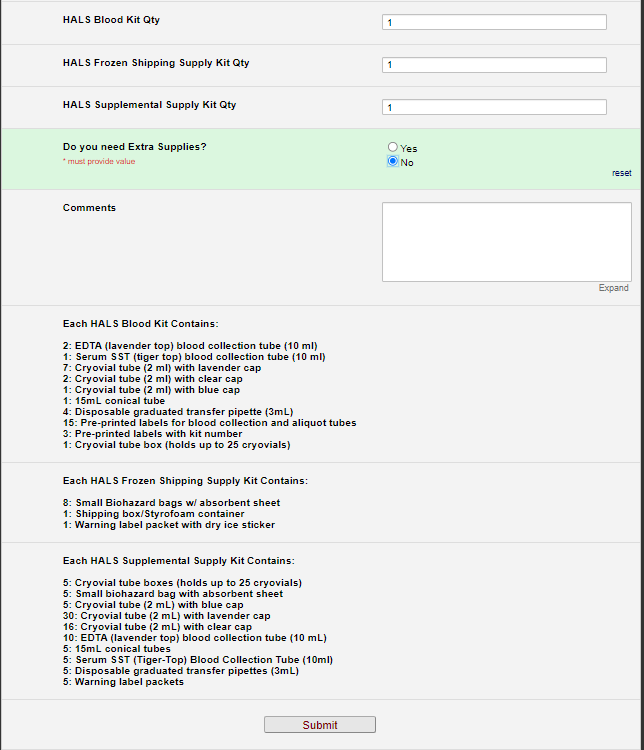 HALS Blood Kit Qty
1
HALS Frozen Shipping Supply Kit Qty
1
HALS Supplemental Supply Kit Qty
1
Do you need Extra Supplies?
* must provide value
Yes
No
reset
Comments
Expand
Each HALS Blood Kit Contains:
2: EDTA (lavender top) blood collection tube (10 ml)
1: Serum SST (tiger top) blood collection tube (10 ml)
7: Cryovial tube (2 ml) with lavender cap
2: Cryovial tube (2 ml) with clear cap
1: Cryovial tube (2 ml) with blue cap
1: 15mL conical tube
4: Disposable graduated transfer pipette (3mL)
15: Pre-printed labels for blood collection and aliquot tubes
3: Pre-printed labels with kit number
1: Cryovial tube box (holds up to 25 cryovials)
Each HALS Frozen Shipping Supply Kit Contains:
8: Small Biohazard bags w/ absorbent sheet
1: Shipping box/Styrofoam container
1: Warning label packet with dry ice sticker
Each HALS Supplemental Supply Kit Contains:
5: Cryovial tube boxes (holds up to 25 cryovials)
5: Small biohazard bag with absorbent sheet
5: Cryovial tube (2 mL) with blue cap
30: Cryovial tube (2 mL) with lavender cap
16: Cryovial tube (2 mL) with clear cap
10: EDTA (lavender top) blood collection tube (10 mL)
5: 15mL conical tubes
5: Serum SST (Tiger-Top) Blood Collection Tube (10ml)
5: Disposable graduated transfer pipettes (3mL)
5: Warning label packets
Submit